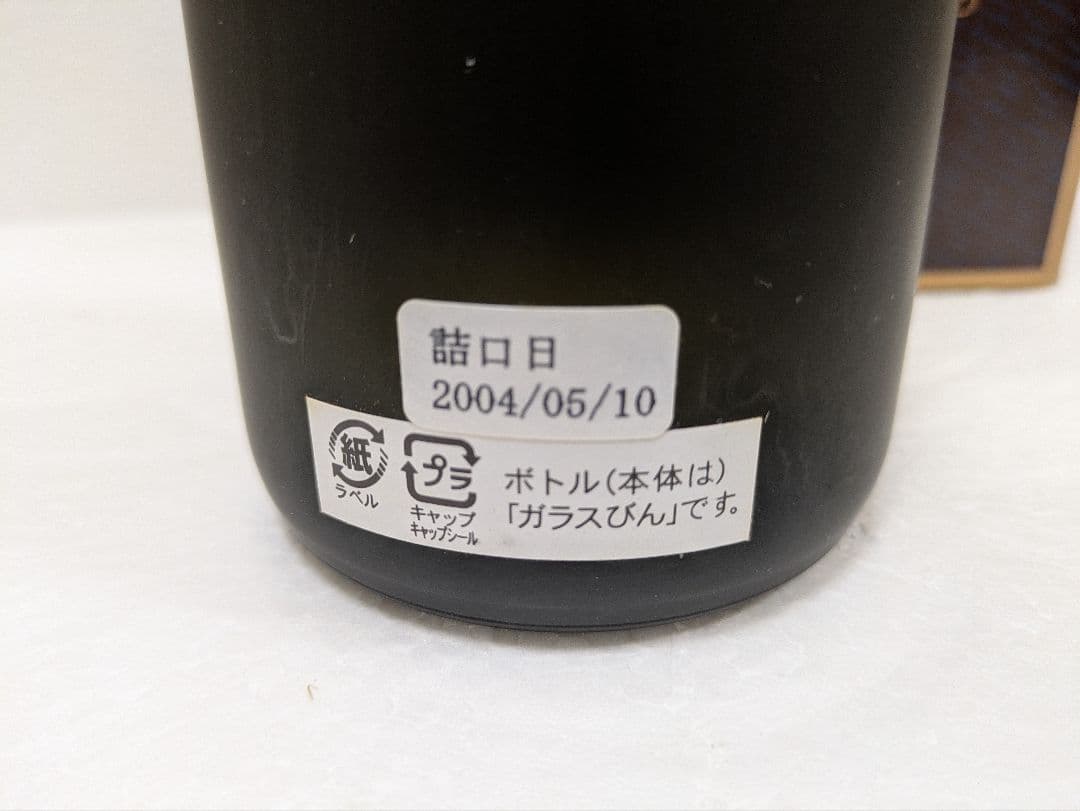 詰口日
2004/05/10
紙
ラベル
プラ
キャップ
キャップシール
ボトル(本体は)
「ガラスびん」です。